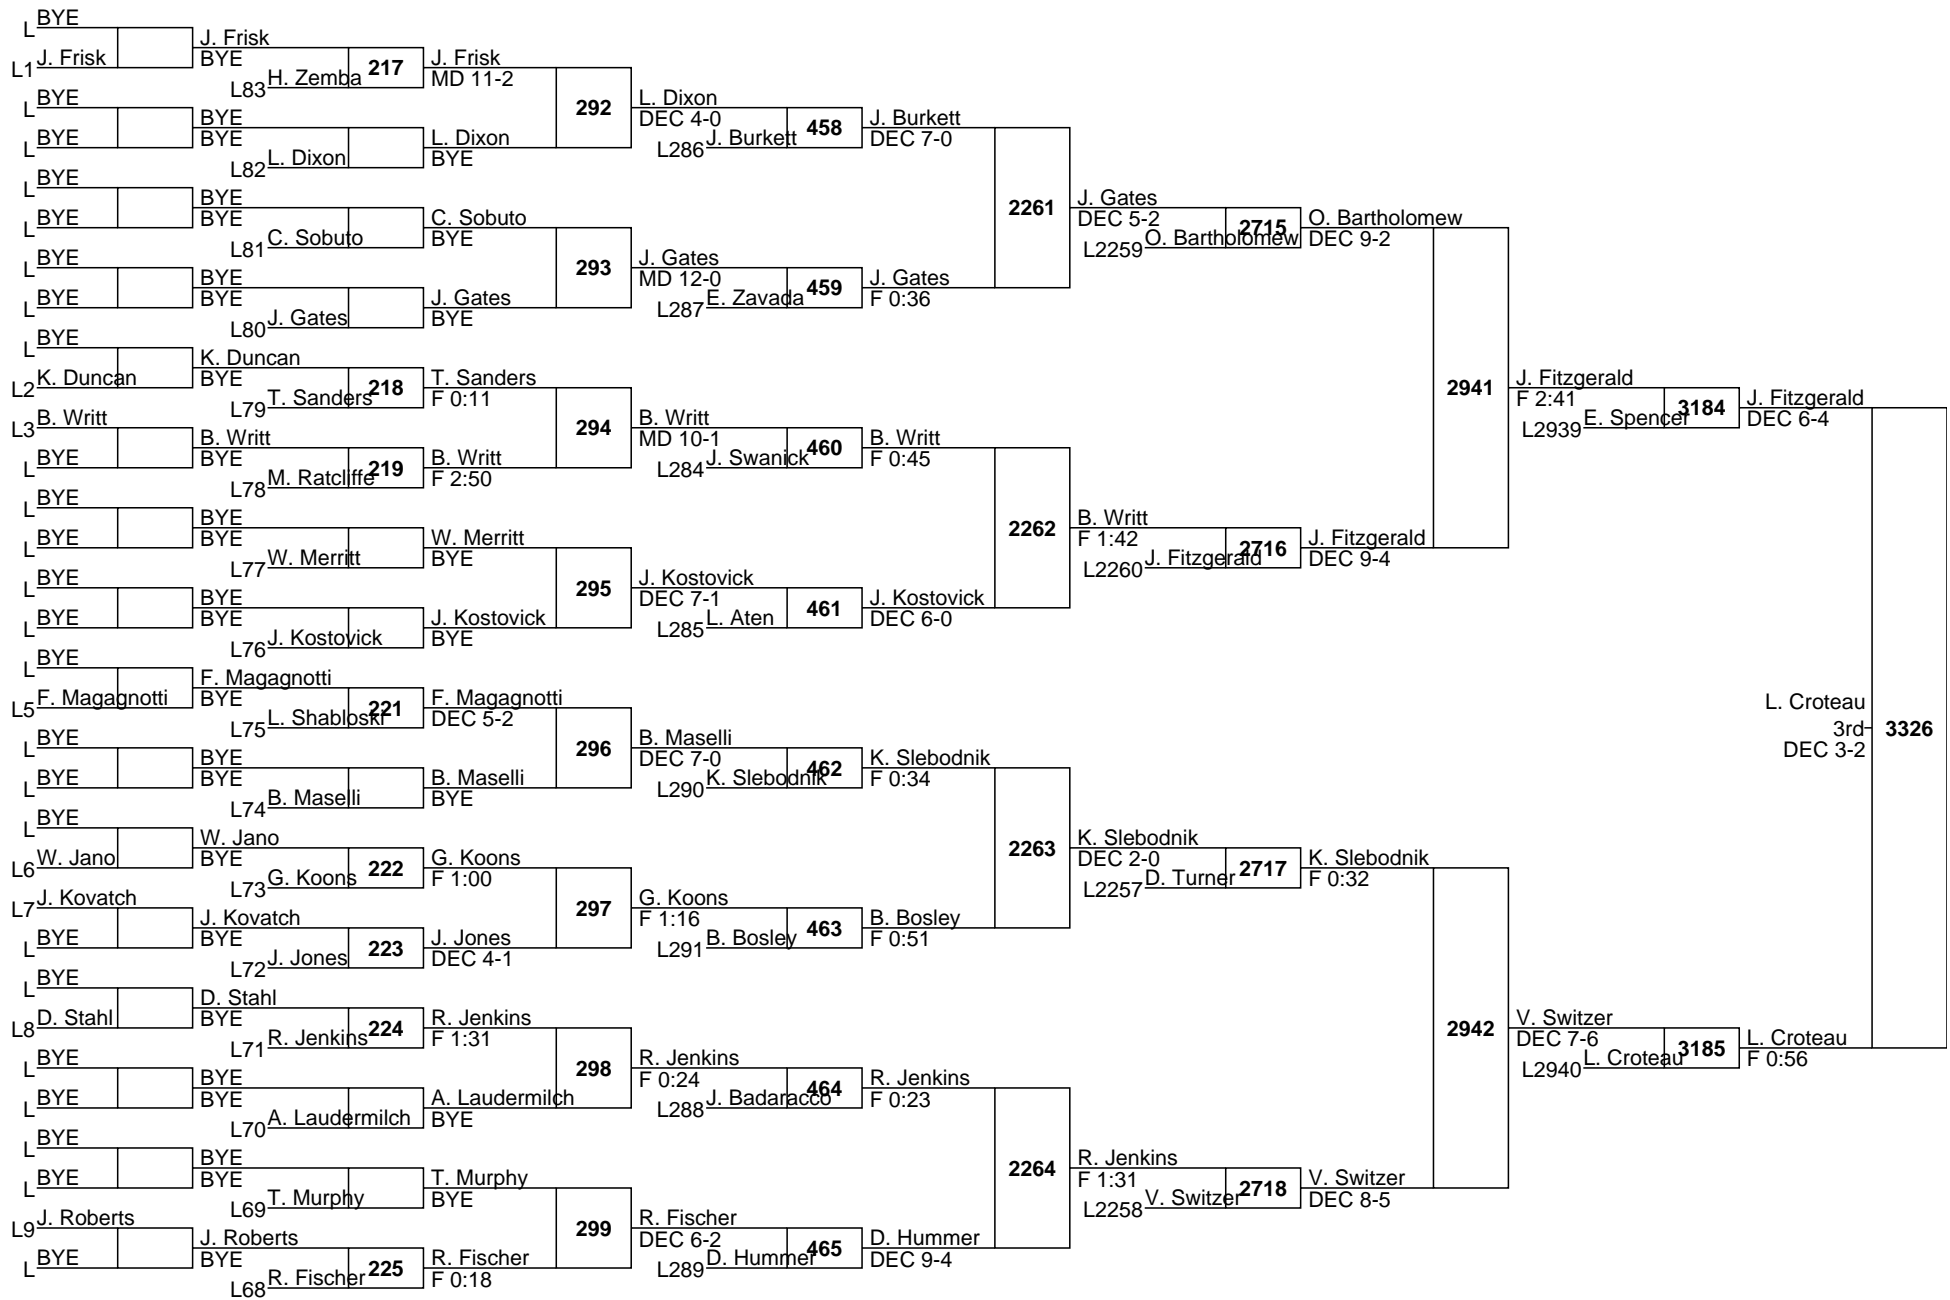 BYE
L
J. Frisk
L1
J. Frisk
BYE
H. Zemba
L83
217
J. Frisk
MD 11-2
BYE
L
BYE
L
BYE
BYE
L. Dixon
L82
L. Dixon
BYE
292
L. Dixon
DEC 4-0
J. Burkett
L286
458
J. Burkett
DEC 7-0
BYE
L
BYE
L
BYE
BYE
C. Sobuto
L81
C. Sobuto
BYE
BYE
L
BYE
L
BYE
BYE
J. Gates
L80
J. Gates
BYE
293
J. Gates
MD 12-0
E. Zavada
L287
459
J. Gates
F 0:36
2261
J. Gates
DEC 5-2
O. Bartholomew
L2259
2715
O. Bartholomew
DEC 9-2
BYE
L
K. Duncan
L2
K. Duncan
BYE
T. Sanders
L79
218
T. Sanders
F 0:11
B. Writt
L3
BYE
L
B. Writt
BYE
M. Ratcliffe
L78
219
B. Writt
F 2:50
294
B. Writt
MD 10-1
J. Swanick
L284
460
B. Writt
F 0:45
BYE
L
BYE
L
BYE
BYE
W. Merritt
L77
W. Merritt
BYE
BYE
L
BYE
L
BYE
BYE
J. Kostovick
L76
J. Kostovick
BYE
295
J. Kostovick
DEC 7-1
L. Aten
L285
461
J. Kostovick
DEC 6-0
2262
B. Writt
F 1:42
J. Fitzgerald
L2260
2716
J. Fitzgerald
DEC 9-4
2941
J. Fitzgerald
F 2:41
E. Spencer
L2939
3184
J. Fitzgerald
DEC 6-4
BYE
L
F. Magagnotti
L5
F. Magagnotti
BYE
L. Shabloski
L75
221
F. Magagnotti
DEC 5-2
BYE
L
BYE
L
BYE
BYE
B. Maselli
L74
B. Maselli
BYE
296
B. Maselli
DEC 7-0
K. Slebodnik
L290
462
K. Slebodnik
F 0:34
BYE
L
W. Jano
L6
W. Jano
BYE
G. Koons
L73
222
G. Koons
F 1:00
J. Kovatch
L7
BYE
L
J. Kovatch
BYE
J. Jones
L72
223
J. Jones
DEC 4-1
297
G. Koons
F 1:16
B. Bosley
L291
463
B. Bosley
F 0:51
2263
K. Slebodnik
DEC 2-0
D. Turner
L2257
2717
K. Slebodnik
F 0:32
BYE
L
D. Stahl
L8
D. Stahl
BYE
R. Jenkins
L71
224
R. Jenkins
F 1:31
BYE
L
BYE
L
BYE
BYE
A. Laudermilch
L70
A. Laudermilch
BYE
298
R. Jenkins
F 0:24
J. Badaracco
L288
464
R. Jenkins
F 0:23
BYE
L
BYE
L
BYE
BYE
T. Murphy
L69
T. Murphy
BYE
J. Roberts
L9
BYE
L
J. Roberts
BYE
R. Fischer
L68
225
R. Fischer
F 0:18
299
R. Fischer
DEC 6-2
D. Hummer
L289
465
D. Hummer
DEC 9-4
2264
R. Jenkins
F 1:31
V. Switzer
L2258
2718
V. Switzer
DEC 8-5
2942
V. Switzer
DEC 7-6
L. Croteau
L2940
3185
L. Croteau
F 0:56
L. Croteau
3rd
DEC 3-2
3326